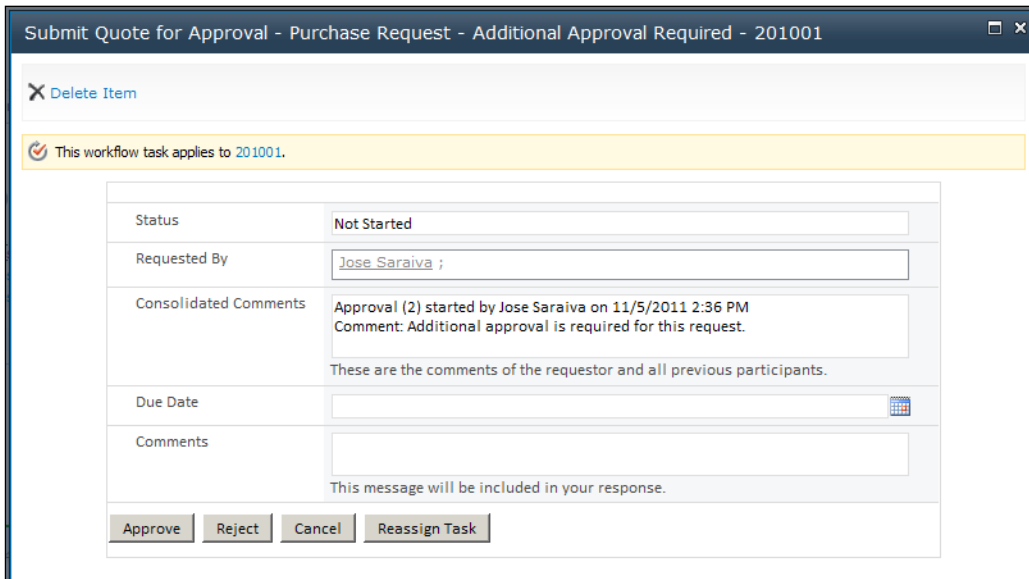 Submit Quote for Approval - Purchase Request - Additional Approval Required - 201001
Delete Item
This workflow task applies to 201001.
Status
Not Started
Requested By
Jose Saraiva ;
Consolidated Comments
Approval (2) started by Jose Saraiva on 11/5/2011 2:36 PM
Comment: Additional approval is required for this request.
These are the comments of the requestor and all previous participants.
Due Date
Comments
This message will be included in your response.
Approve Reject Cancel Reassign Task